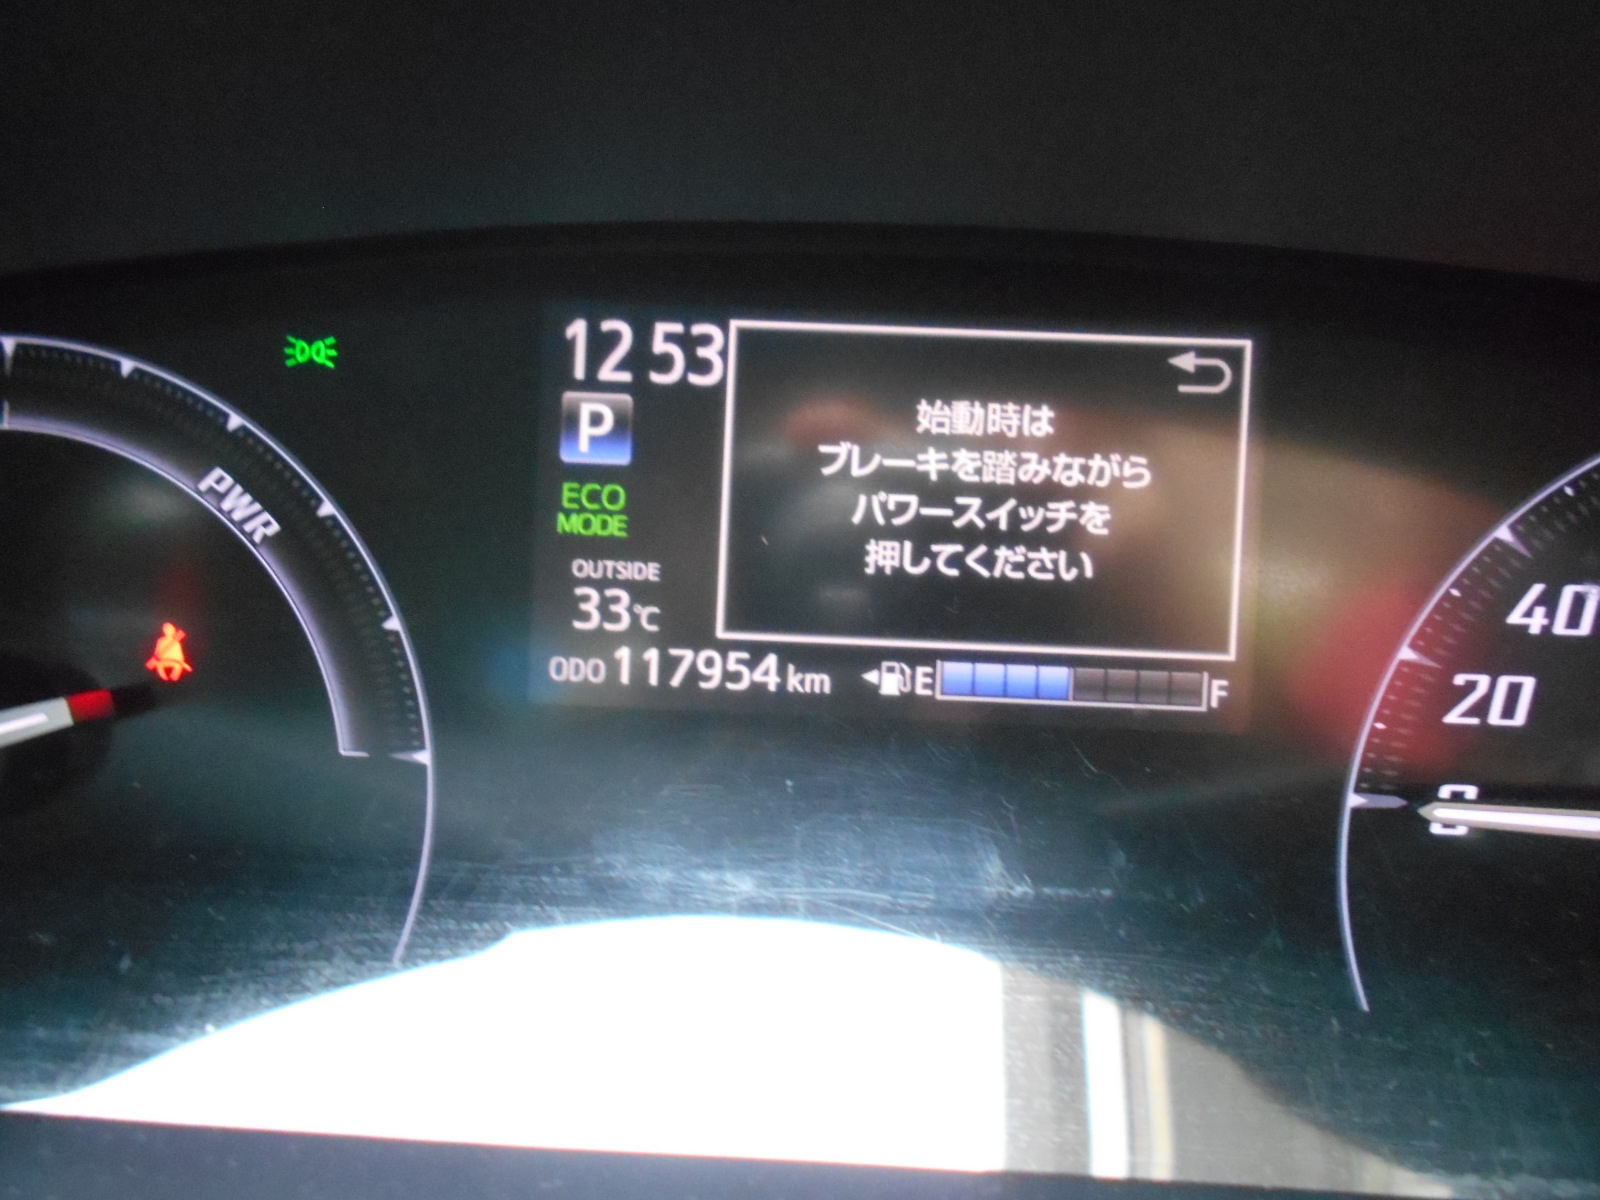 12 53
P
ECO
MODE
OUTSIDE
33℃
ODO 117954 km
E
F
始動時は
ブレーキを踏みながら
パワースイッチを
押してください
PWR
40
20
0